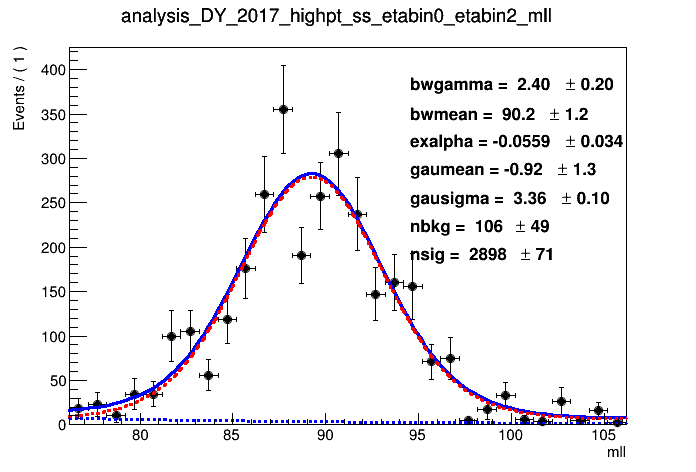 analysis_DY_2017_highpt_ss_etabin0_etabin2_mll
Events / ( 1 )
400
350
300
250
200
150
100
50
0
bwgamma = 2.40 ± 0.20
bwmean = 90.2 ± 1.2
exalpha = -0.0559 ± 0.034
gaumean = -0.92 ± 1.3
gausigma = 3.36 ± 0.10
nbkg = 106 ± 49
nsig = 2898 ± 71
80 85 90 95 100 105
mll